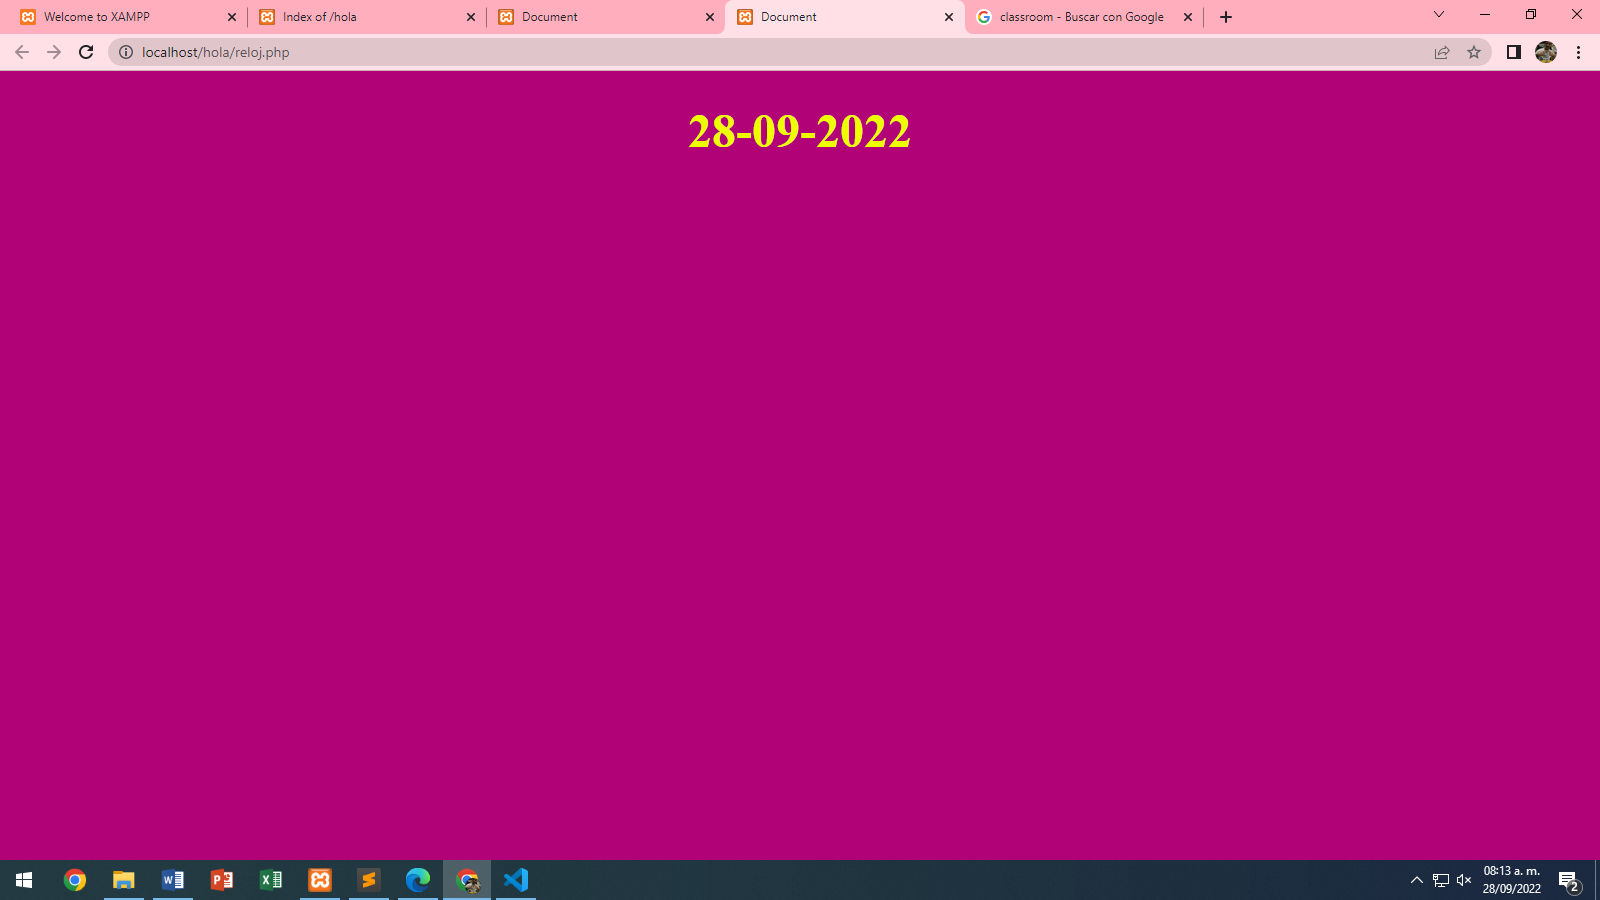 Welcome to XAMPP
Index of /hola
Document
Document
classroom - Buscar con Google
localhost/hola/reloj.php
28-09-2022
08:13 a. m.
28/09/2022
2